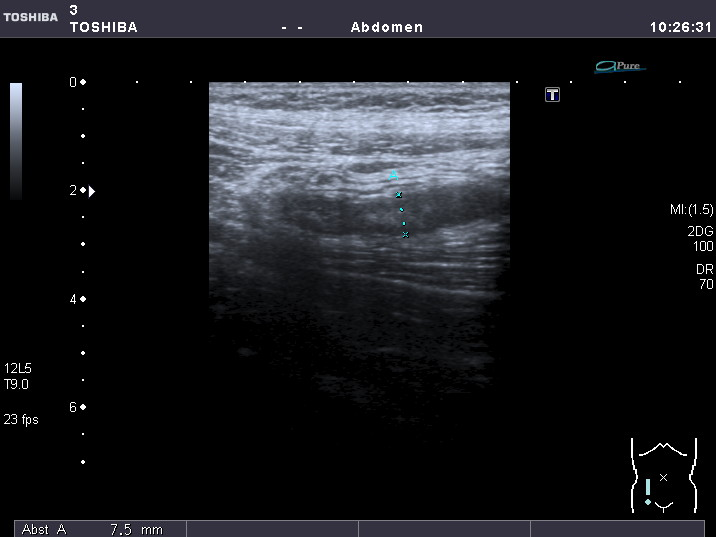 TOSHIBA
3
TOSHIBA - - Abdomen 10:26:31
aPure
T
0
2
4
6
A
MI:(1.5)
2DG
100
DR
70
12L5
T9.0
23 fps
Abst A 7.5 mm